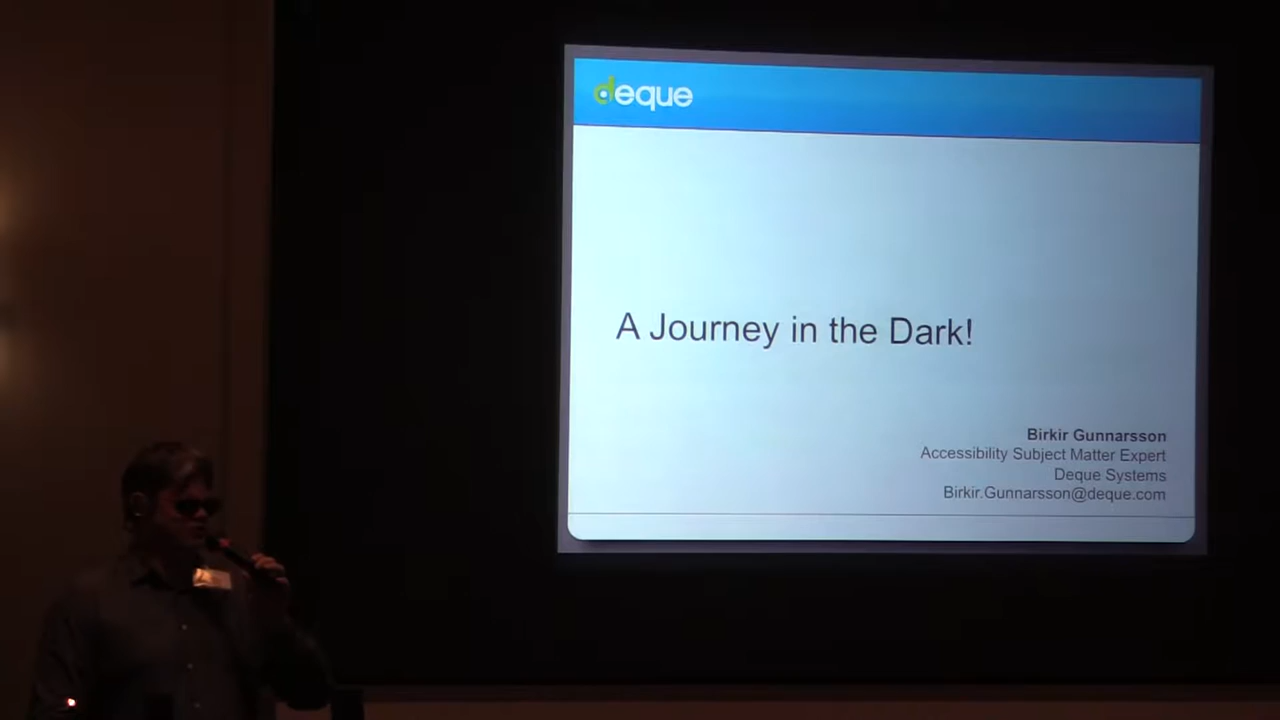 deque
A Journey in the Dark!
Birkir Gunnarsson
Accessibility Subject Matter Expert
Deque Systems
Birkir.Gunnarsson@deque.com